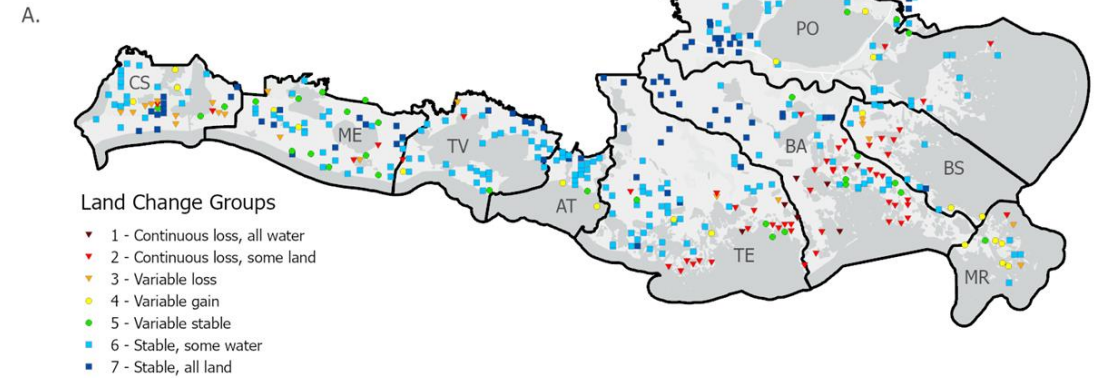 A.
PO
CS
ME
TV
BA
BS
AT
TE
MR
Land Change Groups
1 - Continuous loss, all water
2 - Continuous loss, some land
3 - Variable loss
4 - Variable gain
5 - Variable stable
6 - Stable, some water
7 - Stable, all land